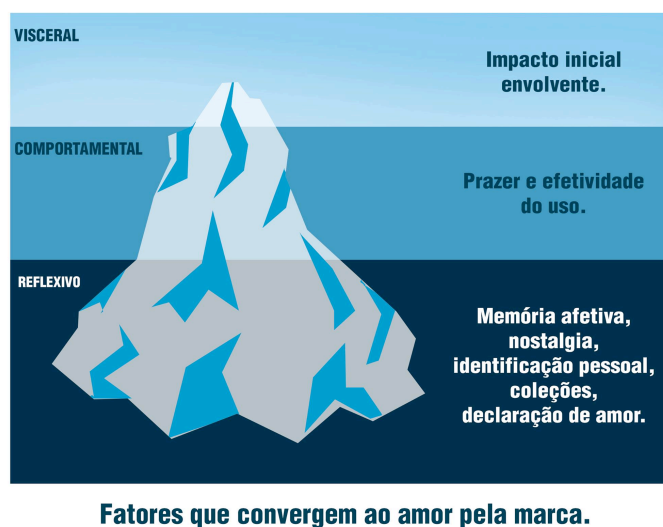 VISCERAL
Impacto inicial
envolvente.
COMPORTAMENTAL
Prazer e efetividade
do uso.
REFLEXIVO
Memória afetiva,
nostalgia,
identificação pessoal,
coleções,
declaração de amor.
Fatores que convergem ao amor pela marca.